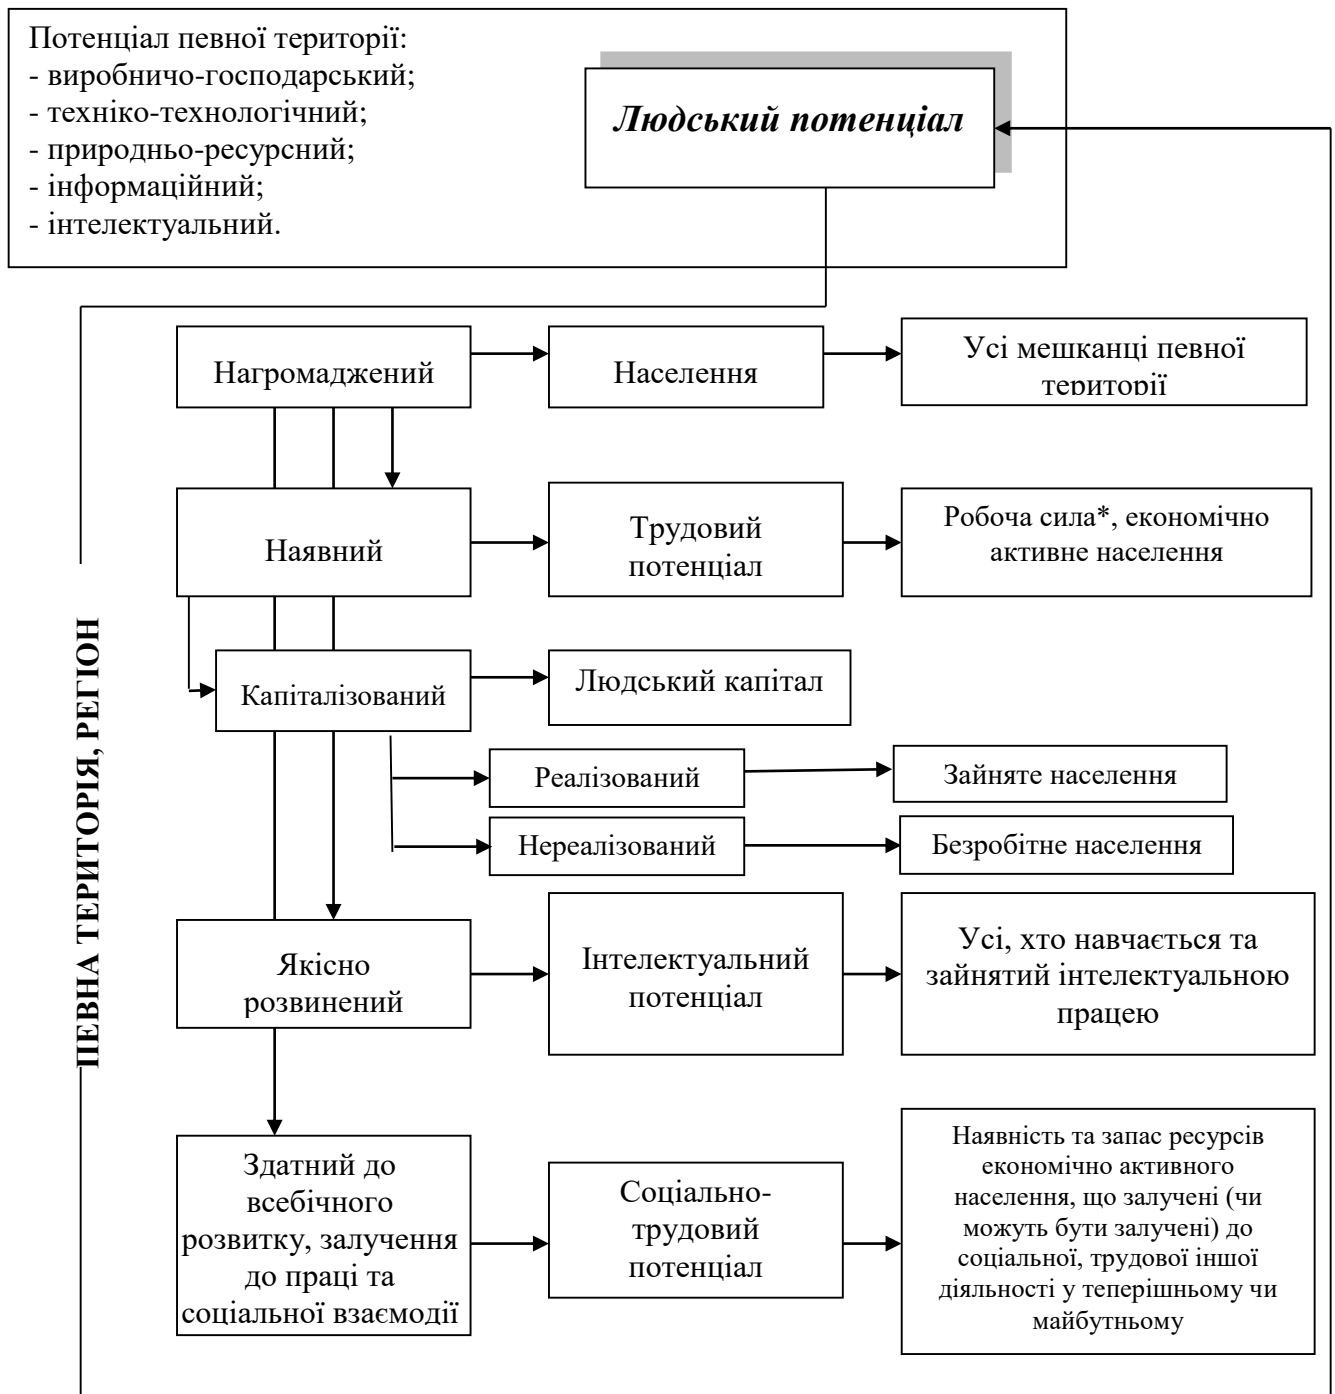 Потенціал певної території:
- виробничо-господарський;
- техніко-технологічний;
- природньо-ресурсний;
- інформаційний;
- інтелектуальний.
Людський потенціал
ПЕВНА ТЕРИТОРІЯ, РЕГІОН
Нагромаджений
Населення
Усі мешканці певної
території
Наявний
Трудовий
потенціал
Робоча сила*, економічно
активне населення
Капіталізований
Людський капітал
Реалізований
Зайняте населення
Нереалізований
Безробітне населення
Якісно
розвинений
Інтелектуальний
потенціал
Усі, хто навчається та
зайнятий інтелектуальною
працею
Здатний до
всебічного
розвитку, залучення
до праці та
соціальної взаємодії
Соціально-
трудовий
потенціал
Наявність та запас ресурсів
економічно активного
населення, що залучені (чи
можуть бути залучені) до
соціальної, трудової іншої
діяльності у теперішньому чи
майбутньому